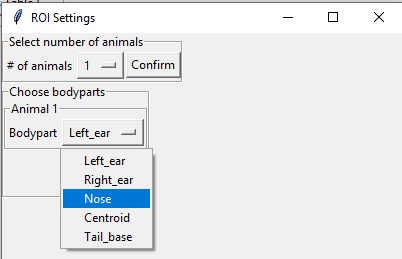 ROI Settings
Select number of animals
# of animals 1 Confirm
Choose bodyparts
Animal 1
Bodypart Left_ear
Left_ear
Right_ear
Nose
Centroid
Tail_base